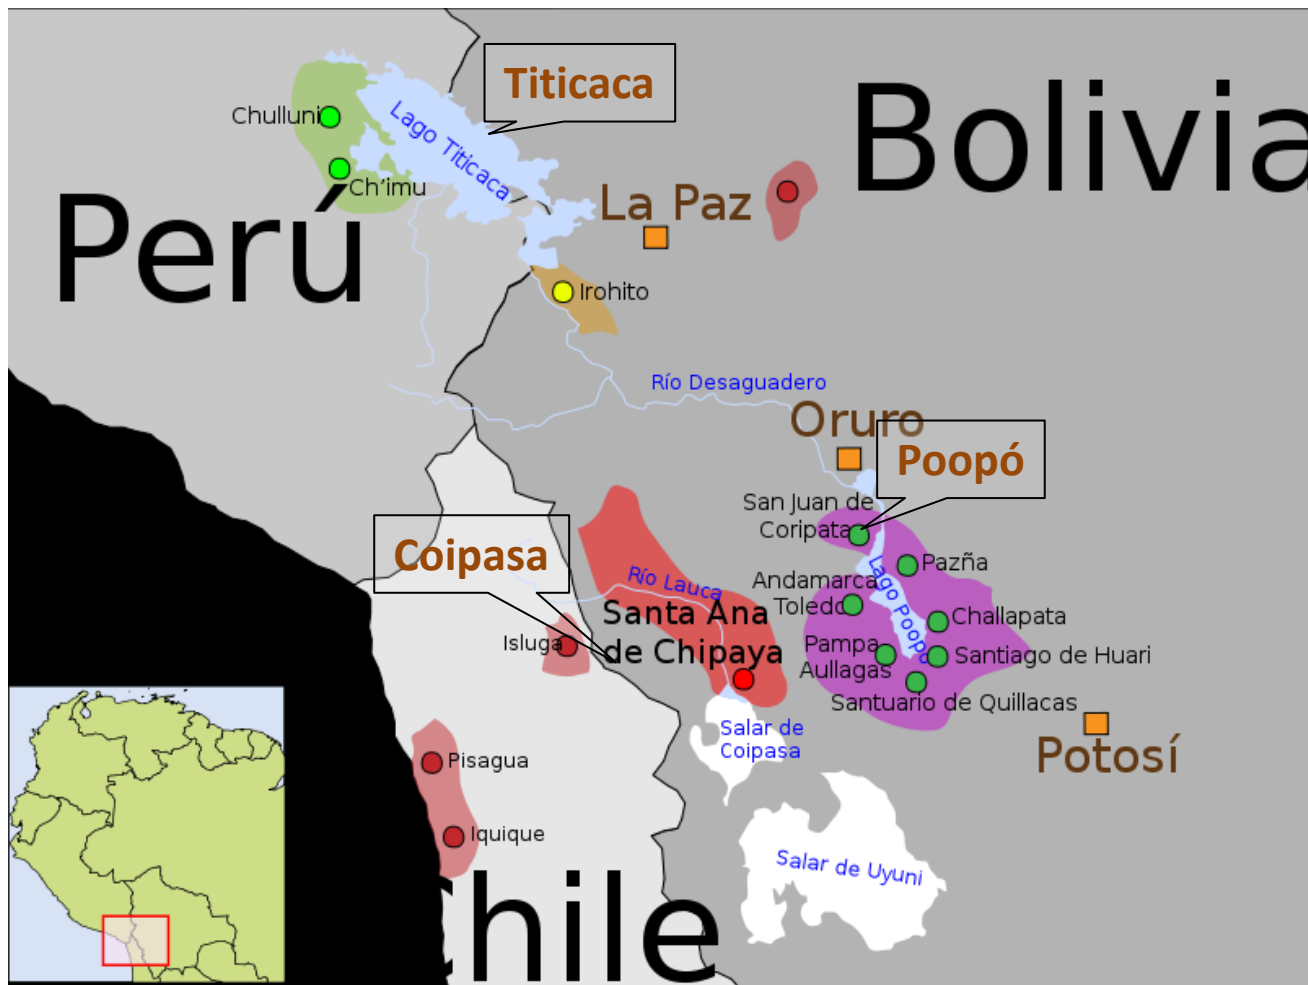 Titicaca
Bolivia
Chulluni
Lago Titicaca
Ch'imu
Perú
La Paz
Irohito
Río Desaguadero
Oruro
Poopó
San Juan de
Coripata
Coipasa
Pazña
Río Lauca
Andamarca
Toledo
Lago Poopó
Santa Ana
de Chipaya
Challapata
Isluga
Pampa
Aullagas
Santiago de Huari
Santuario de Quillacas
Salar de
Coipasa
Potosí
Pisagua
Iquique
Salar de Uyuni
Chile